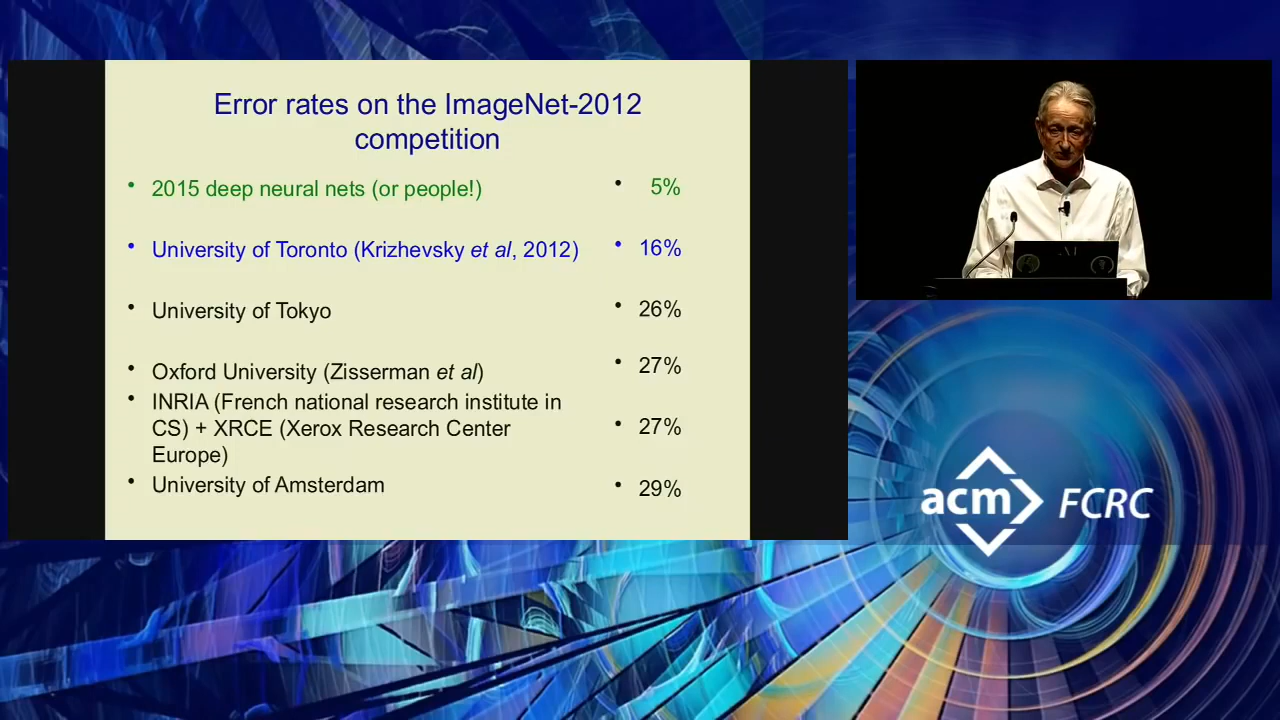 Error rates on the ImageNet-2012
competition
• 2015 deep neural nets (or people!) • 5%
• University of Toronto (Krizhevsky et al, 2012) • 16%
• University of Tokyo • 26%
• Oxford University (Zisserman et al) • 27%
• INRIA (French national research institute in
CS) + XRCE (Xerox Research Center • 27%
Europe)
• University of Amsterdam • 29%
acm FCRC